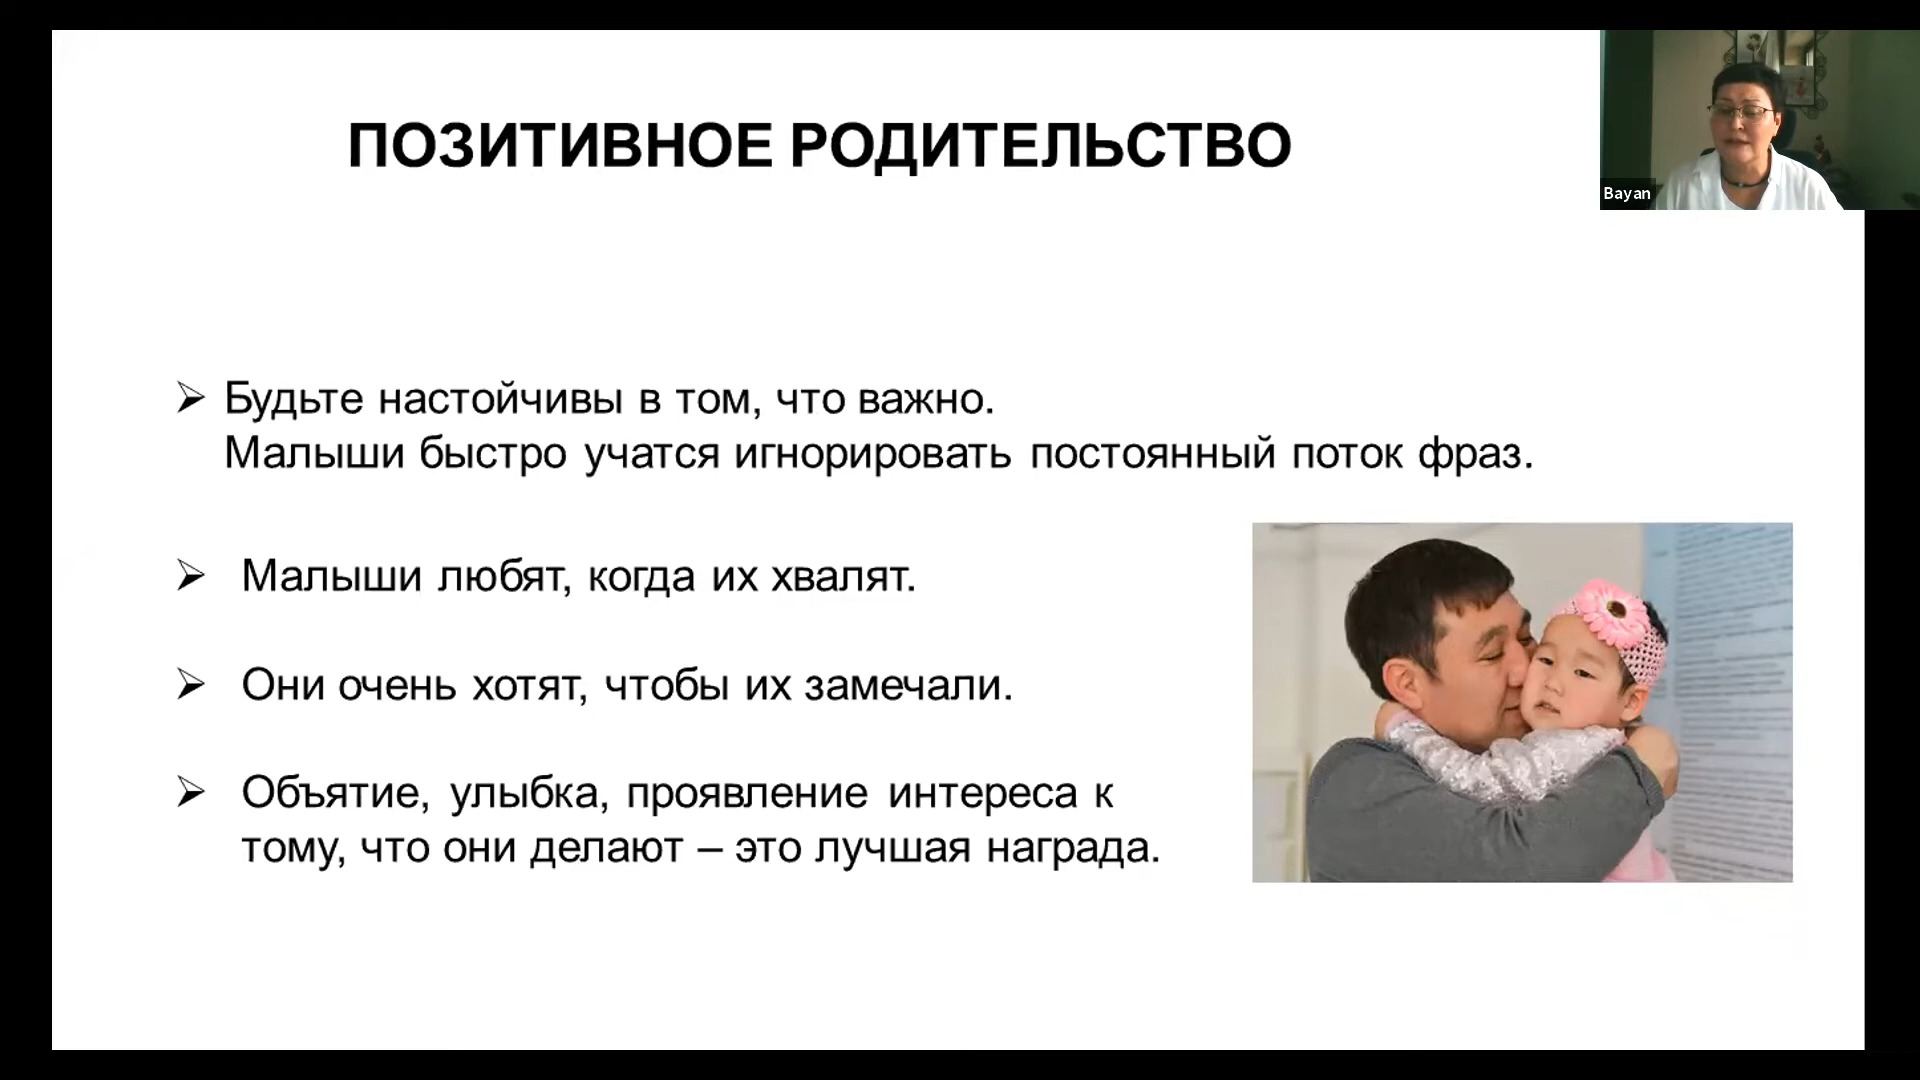 ПОЗИТИВНОЕ РОДИТЕЛЬСТВО
Bayan
➢ Будьте настойчивы в том, что важно.
Малыши быстро учатся игнорировать постоянный поток фраз.
➢ Малыши любят, когда их хвалят.
➢ Они очень хотят, чтобы их замечали.
➢ Объятие, улыбка, проявление интереса к
тому, что они делают – это лучшая награда.